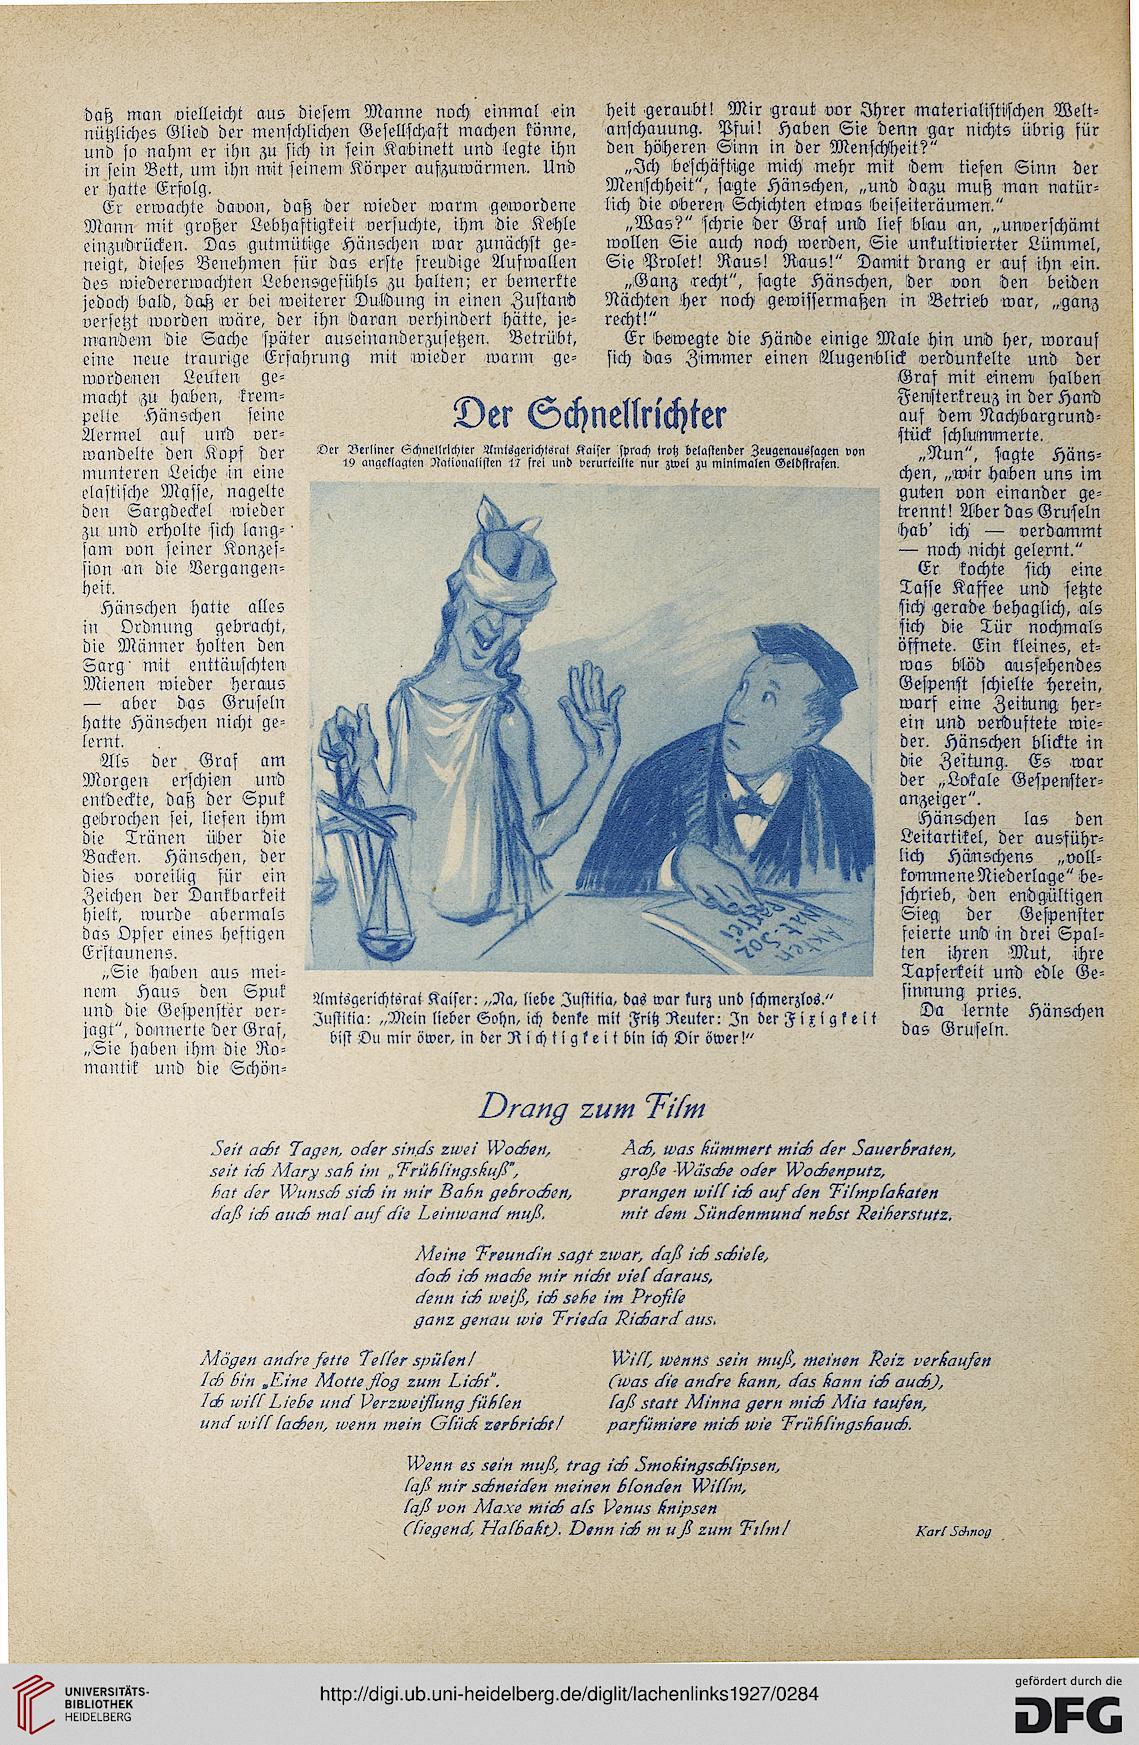 daß man vielleicht aus diesem Manne noch einmal ein
nützliches Glied der menschlichen Gesellschaft machen könne,
und so nahm er ihn zu sich in sein Kabinett und legte ihn
in sein Bett, um ihn mit seinem Körper aufzuwärmen. Und
er hatte Erfolg.
Er erwachte davon, daß der wieder warm gewordene
Mann mit großer Lebhaftigkeit versuchte, ihm die Kehle
einzudrücken. Das gutmütige Hänschen war zunächst ge-
neigt, dieses Benehmen für das erste freudige Aufwallen
des wiedererwachten Lebensgefühls zu halten; er bemerkte
jedoch bald, daß er bei weiterer Duldung in einen Zustand
versetzt worden wäre, der ihn daran verhindert hätte, je-
mandem die Sache später auseinanderzusetzen. Betrübt,
eine neue traurige Erfahrung mit wieder warm ge-
wordenen Leuten ge-
macht zu haben, krem-
pelte Hänschen seine
Aermel auf und ver-
wandelte den Kopf der
munteren Leiche in eine
elastische Masse, nagelte
den Sargdeckel wieder
zu und erholte sich lang-
sam von seiner Konzes-
sion an die Vergangen-
heit.
Hänschen hatte alles
in Ordnung gebracht,
die Männer holten den
Sarg mit enttäuschten
Mienen wieder heraus
— aber das Gruseln
hatte Hänschen nicht ge-
lernt.
Als der Graf am
Morgen erschien und
entdeckte, daß der Spuk
gebrochen sei, liefen ihm
die Tränen über die
Backen. Hänschen, der
dies voreilig für ein
Zeichen der Dankbarkeit
hielt, wurde abermals
das Opfer eines heftigen
Erstaunens.
„Sie haben aus mei-
nem Haus den Spuk
und die Gespenster ver-
jagt“, donnerte der Graf,
„Sie haben ihm die Ro-
mantik und die Schön-
heit geraubt! Mir graut vor Ihrer materialistischen Welt-
anschauung. Pfui! Haben Sie denn gar nichts übrig für
den höheren Sinn in der Menschheit?“
„Ich beschäftige mich mehr mit dem tiefen Sinn der
Menschheit“, sagte Hänschen, „und dazu muß man natür-
lich die oberen Schichten etwas beiseiteräumen.“
„Was?“ schrie der Graf und lief blau an, „unverschämt
wollen Sie auch noch werden, Sie unkultivierter Lümmel,
Sie Prolet! Raus! Raus!“ Damit drang er auf ihn ein.
„Ganz recht“, sagte Hänschen, der von den beiden
Nächten her noch gewissermaßen in Betrieb war, „ganz
recht!“
Er bewegte die Hände einige Male hin und her, worauf
sich das Zimmer einen Augenblick verdunkelte und der
Graf mit einem halben
Fensterkreuz in der Hand
auf dem Nachbargrund-
stück schlummerte.
„Nun“, sagte Häns-
chen, „wir haben uns im
guten von einander ge-
trennt! Aber das Gruseln
hab' ich — verdammt
— noch nicht gelernt.“
Er kochte sich eine
Tasse Kaffee und setzte
sich gerade behaglich, als
sich die Tür nochmals
öffnete. Ein kleines, et-
was blöd aussehendes
Gespenst schielte herein,
warf eine Zeitung her-
ein und verduftete wie-
der. Hänschen blickte in
die Zeitung. Es war
der „Lokale Gespenster-
anzeiger“.
Hänschen las den
Leitartikel, der ausführ-
lich Hänschens „voll-
kommene Niederlage“ be-
schrieb, den endgültigen
Sieg der Gespenster
feierte und in drei Spal-
ten ihren Mut, ihre
Tapferkeit und edle Ge-
sinnung pries.
Da lernte Hänschen
das Gruseln.
Der Schnellrichter
Der Berliner Schnellrichter Amtsgerichtsrat Kaiser sprach trotz belastender Zeugenaussagen von
19 angeklagten Nationalisten 17 frei und verurteilte nur zwei zu minimalen Geldstrafen.
Akten
Nat. Soz
Partei
Amtsgerichtsrat Kaiser: „Na, liebe Justitia, das war kurz und schmerzlos.“
Justitia: „Mein lieber Sohn, ich denke mit Fritz Reuter: In der Fixigkeit
bist Du mir öwer, in der Richtigkeit bin ich Dir öwer!“
Drang zum Film
Seit acht Tagen, oder sinds zwei Wochen,
seit ich Mary sah im „Frühlingskuß“,
hat der Wunsch sich in mir Bahn gebrochen,
daß ich auch mal auf die Leinwand muß.
Ach, was kümmert mich der Sauerbraten,
große Wäsche oder Wochenputz,
prangen will ich auf den Filmplakaten
mit dem Sündenmund nebst Reiherstutz.
Meine Freundin sagt zwar, daß ich schiele,
doch ich mache mir nicht viel daraus,
denn ich weiß, ich sehe im Profile
ganz genau wie Frieda Richard aus.
Mögen andre fette Teller spülen!
Ich bin „Eine Motte flog zum Licht“.
Ich will Liebe und Verzweiflung fühlen
und will lachen, wenn mein Glück zerbricht!
Will, wenns sein muß, meinen Reiz verkaufen
(was die andre kann, das kann ich auch),
laß statt Minna gern mich Mia taufen,
parfümiere mich wie Frühlingshauch.
Wenn es sein muß, trag ich Smokingschlipsen,
laß mir schneiden meinen blonden Willm,
laß von Maxe mich als Venus knipsen
(liegend, Halbakt). Denn ich muß zum Film!
Karl Schnog
UNIVERSITÄTS-
BIBLIOTHEK
HEIDELBERG
http://digi.ub.uni-heidelberg.de/diglit/lachenlinks1927/0284
gefördert durch die
DFG